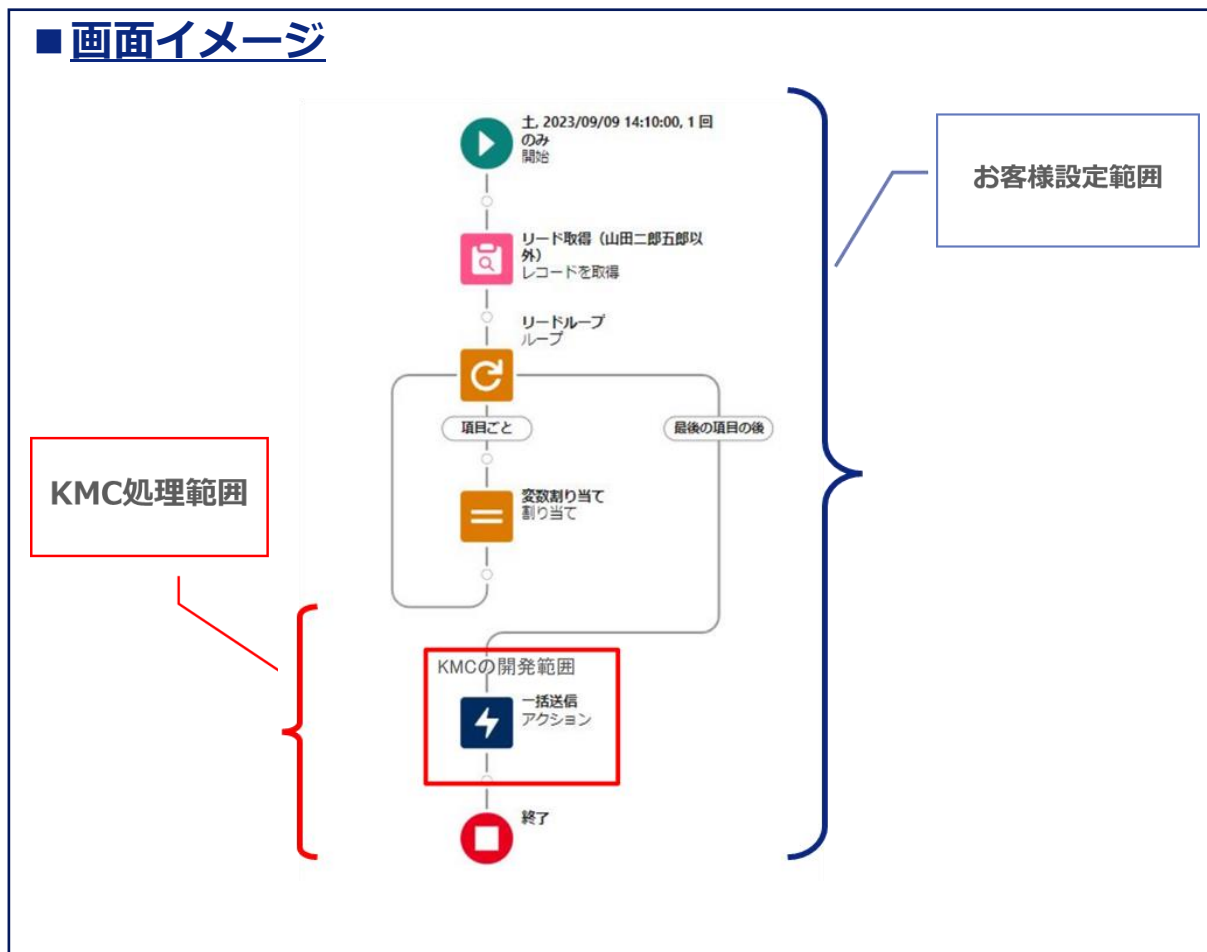 ■画面イメージ
土, 2023/09/09 14:10:00, 1 回
のみ
開始
お客様設定範囲
リード取得（山田二郎五郎以
外）
レコードを取得
リードループ
ループ
項目ごと
最後の項目の後
KMC処理範囲
変数割り当て
割り当て
KMCの開発範囲
一括送信
アクション
終了